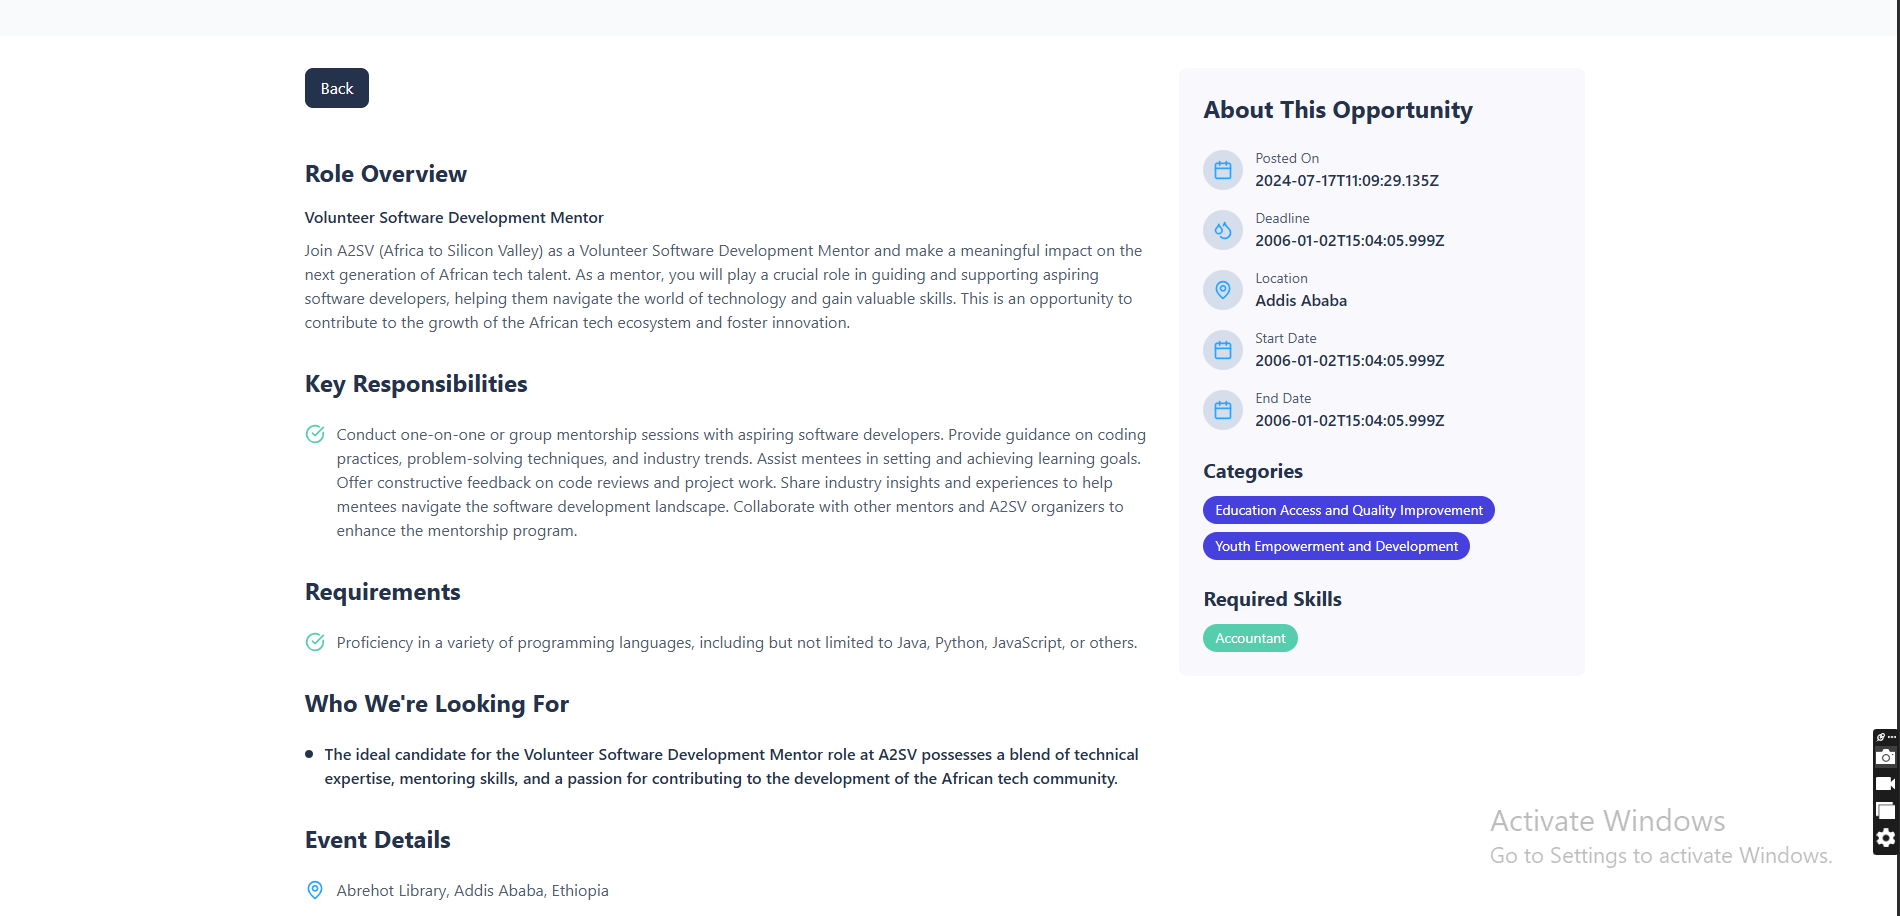 Back
Role Overview
Volunteer Software Development Mentor
Join A2SV (Africa to Silicon Valley) as a Volunteer Software Development Mentor and make a meaningful impact on the
next generation of African tech talent. As a mentor, you will play a crucial role in guiding and supporting aspiring
software developers, helping them navigate the world of technology and gain valuable skills. This is an opportunity to
contribute to the growth of the African tech ecosystem and foster innovation.
Key Responsibilities
Conduct one-on-one or group mentorship sessions with aspiring software developers. Provide guidance on coding
practices, problem-solving techniques, and industry trends. Assist mentees in setting and achieving learning goals.
Offer constructive feedback on code reviews and project work. Share industry insights and experiences to help
mentees navigate the software development landscape. Collaborate with other mentors and A2SV organizers to
enhance the mentorship program.
Requirements
Proficiency in a variety of programming languages, including but not limited to Java, Python, JavaScript, or others.
Who We're Looking For
The ideal candidate for the Volunteer Software Development Mentor role at A2SV possesses a blend of technical
expertise, mentoring skills, and a passion for contributing to the development of the African tech community.
Event Details
Abrehot Library, Addis Ababa, Ethiopia
About This Opportunity
Posted On
2024-07-17T11:09:29.135Z
Deadline
2006-01-02T15:04:05.999Z
Location
Addis Ababa
Start Date
2006-01-02T15:04:05.999Z
End Date
2006-01-02T15:04:05.999Z
Categories
Education Access and Quality Improvement
Youth Empowerment and Development
Required Skills
Accountant
Activate Windows
Go to Settings to activate Windows.